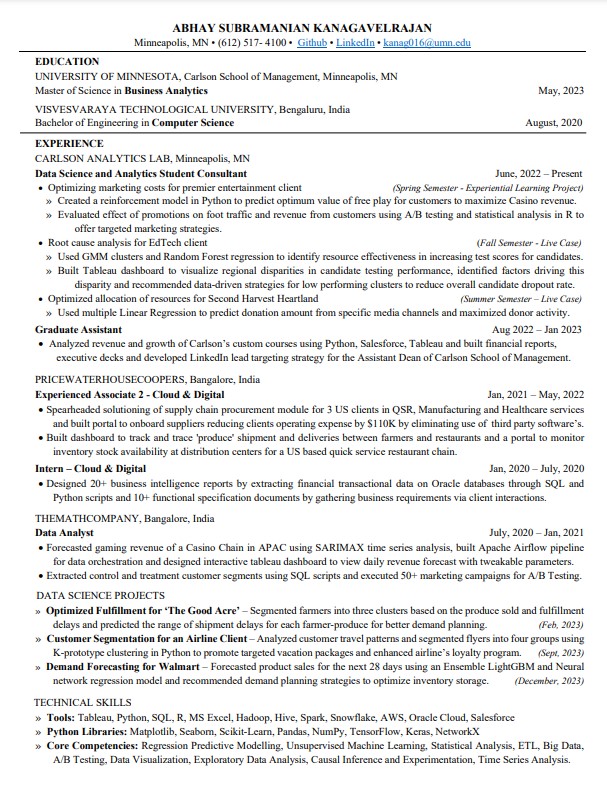 ABHAY SUBRAMANIAN KANAGAVELRAJAN
Minneapolis, MN • (612) 517- 4100 • Github • LinkedIn • kanag016@umn.edu
EDUCATION
UNIVERSITY OF MINNESOTA, Carlson School of Management, Minneapolis, MN
Master of Science in Business Analytics May, 2023
VISVESVARAYA TECHNOLOGICAL UNIVERSITY, Bengaluru, India
Bachelor of Engineering in Computer Science August, 2020
EXPERIENCE
CARLSON ANALYTICS LAB, Minneapolis, MN
Data Science and Analytics Student Consultant June, 2022 – Present
• Optimizing marketing costs for premier entertainment client (Spring Semester - Experiential Learning Project)
» Created a reinforcement model in Python to predict optimum value of free play for customers to maximize Casino revenue.
» Evaluated effect of promotions on foot traffic and revenue from customers using A/B testing and statistical analysis in R to
offer targeted marketing strategies.
• Root cause analysis for EdTech client (Fall Semester - Live Case)
» Used GMM clusters and Random Forest regression to identify resource effectiveness in increasing test scores for candidates.
» Built Tableau dashboard to visualize regional disparities in candidate testing performance, identified factors driving this
disparity and recommended data-driven strategies for low performing clusters to reduce overall candidate dropout rate.
• Optimized allocation of resources for Second Harvest Heartland (Summer Semester – Live Case)
» Used multiple Linear Regression to predict donation amount from specific media channels and maximized donor activity.
Graduate Assistant Aug 2022 – Jan 2023
• Analyzed revenue and growth of Carlson's custom courses using Python, Salesforce, Tableau and built financial reports,
executive decks and developed LinkedIn lead targeting strategy for the Assistant Dean of Carlson School of Management.
PRICEWATERHOUSECOOPERS, Bangalore, India
Experienced Associate 2 - Cloud & Digital Jan, 2021 – May, 2022
• Spearheaded solutioning of supply chain procurement module for 3 US clients in QSR, Manufacturing and Healthcare services
and built portal to onboard suppliers reducing clients operating expense by $110K by eliminating use of third party software's.
• Built dashboard to track and trace 'produce' shipment and deliveries between farmers and restaurants and a portal to monitor
inventory stock availability at distribution centers for a US based quick service restaurant chain.
Intern – Cloud & Digital Jan, 2020 – July, 2020
• Designed 20+ business intelligence reports by extracting financial transactional data on Oracle databases through SQL and
Python scripts and 10+ functional specification documents by gathering business requirements via client interactions.
THEMATHCOMPANY, Bangalore, India
Data Analyst July, 2020 – Jan, 2021
• Forecasted gaming revenue of a Casino Chain in APAC using SARIMAX time series analysis, built Apache Airflow pipeline
for data orchestration and designed interactive tableau dashboard to view daily revenue forecast with tweakable parameters.
• Extracted control and treatment customer segments using SQL scripts and executed 50+ marketing campaigns for A/B Testing.
DATA SCIENCE PROJECTS
» Optimized Fulfillment for 'The Good Acre' – Segmented farmers into three clusters based on the produce sold and fulfillment
delays and predicted the range of shipment delays for each farmer-produce for better demand planning. (Feb, 2023)
» Customer Segmentation for an Airline Client – Analyzed customer travel patterns and segmented flyers into four groups using
K-prototype clustering in Python to promote targeted vacation packages and enhanced airline's loyalty program. (Sept, 2023)
» Demand Forecasting for Walmart – Forecasted product sales for the next 28 days using an Ensemble LightGBM and Neural
network regression model and recommended demand planning strategies to optimize inventory storage. (December, 2023)
TECHNICAL SKILLS
» Tools: Tableau, Python, SQL, R, MS Excel, Hadoop, Hive, Spark, Snowflake, AWS, Oracle Cloud, Salesforce
» Python Libraries: Matplotlib, Seaborn, Scikit-Learn, Pandas, NumPy, TensorFlow, Keras, NetworkX
» Core Competencies: Regression Predictive Modelling, Unsupervised Machine Learning, Statistical Analysis, ETL, Big Data,
A/B Testing, Data Visualization, Exploratory Data Analysis, Causal Inference and Experimentation, Time Series Analysis.